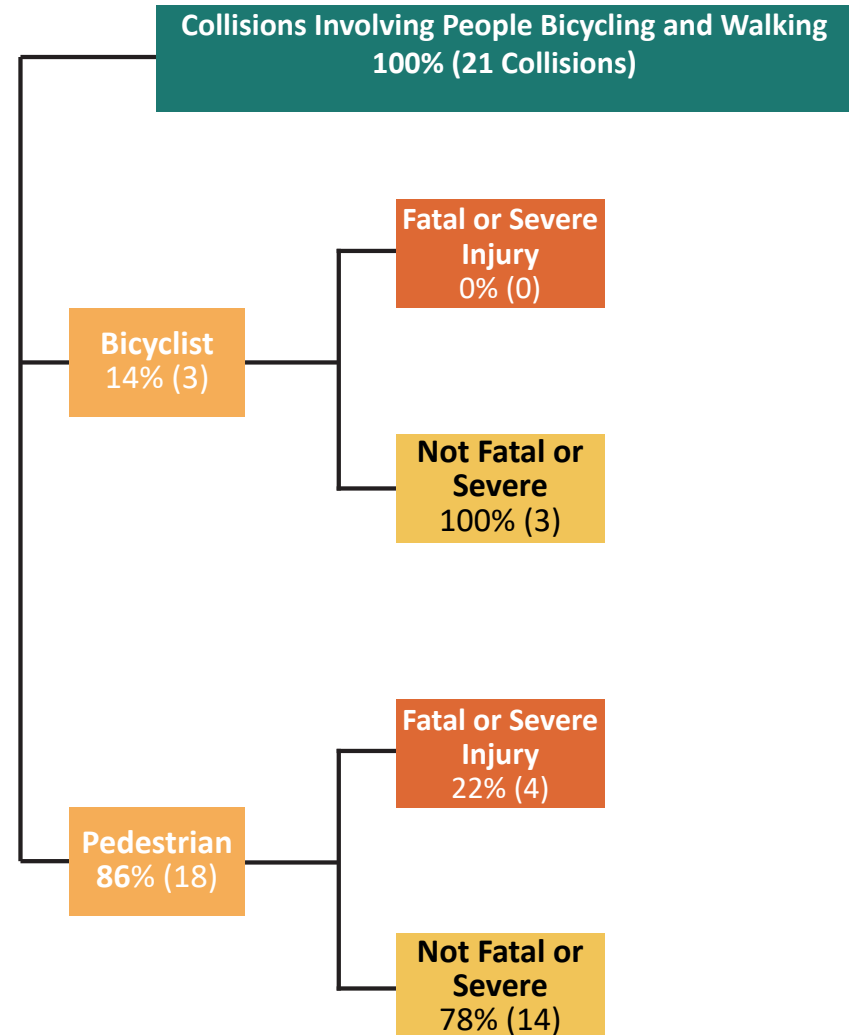 Collisions Involving People Bicycling and Walking
100% (21 Collisions)
Fatal or Severe
Injury
0% (0)
Bicyclist
14% (3)
Not Fatal or
Severe
100% (3)
Fatal or Severe
Injury
22% (4)
Pedestrian
86% (18)
Not Fatal or
Severe
78% (14)